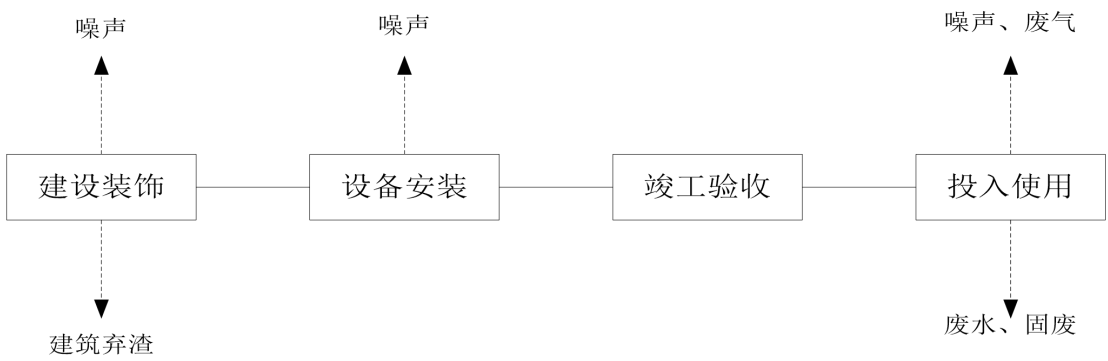 噪声
噪声
噪声、废气
建设装饰
设备安装
竣工验收
投入使用
建筑弃渣
废水、固废